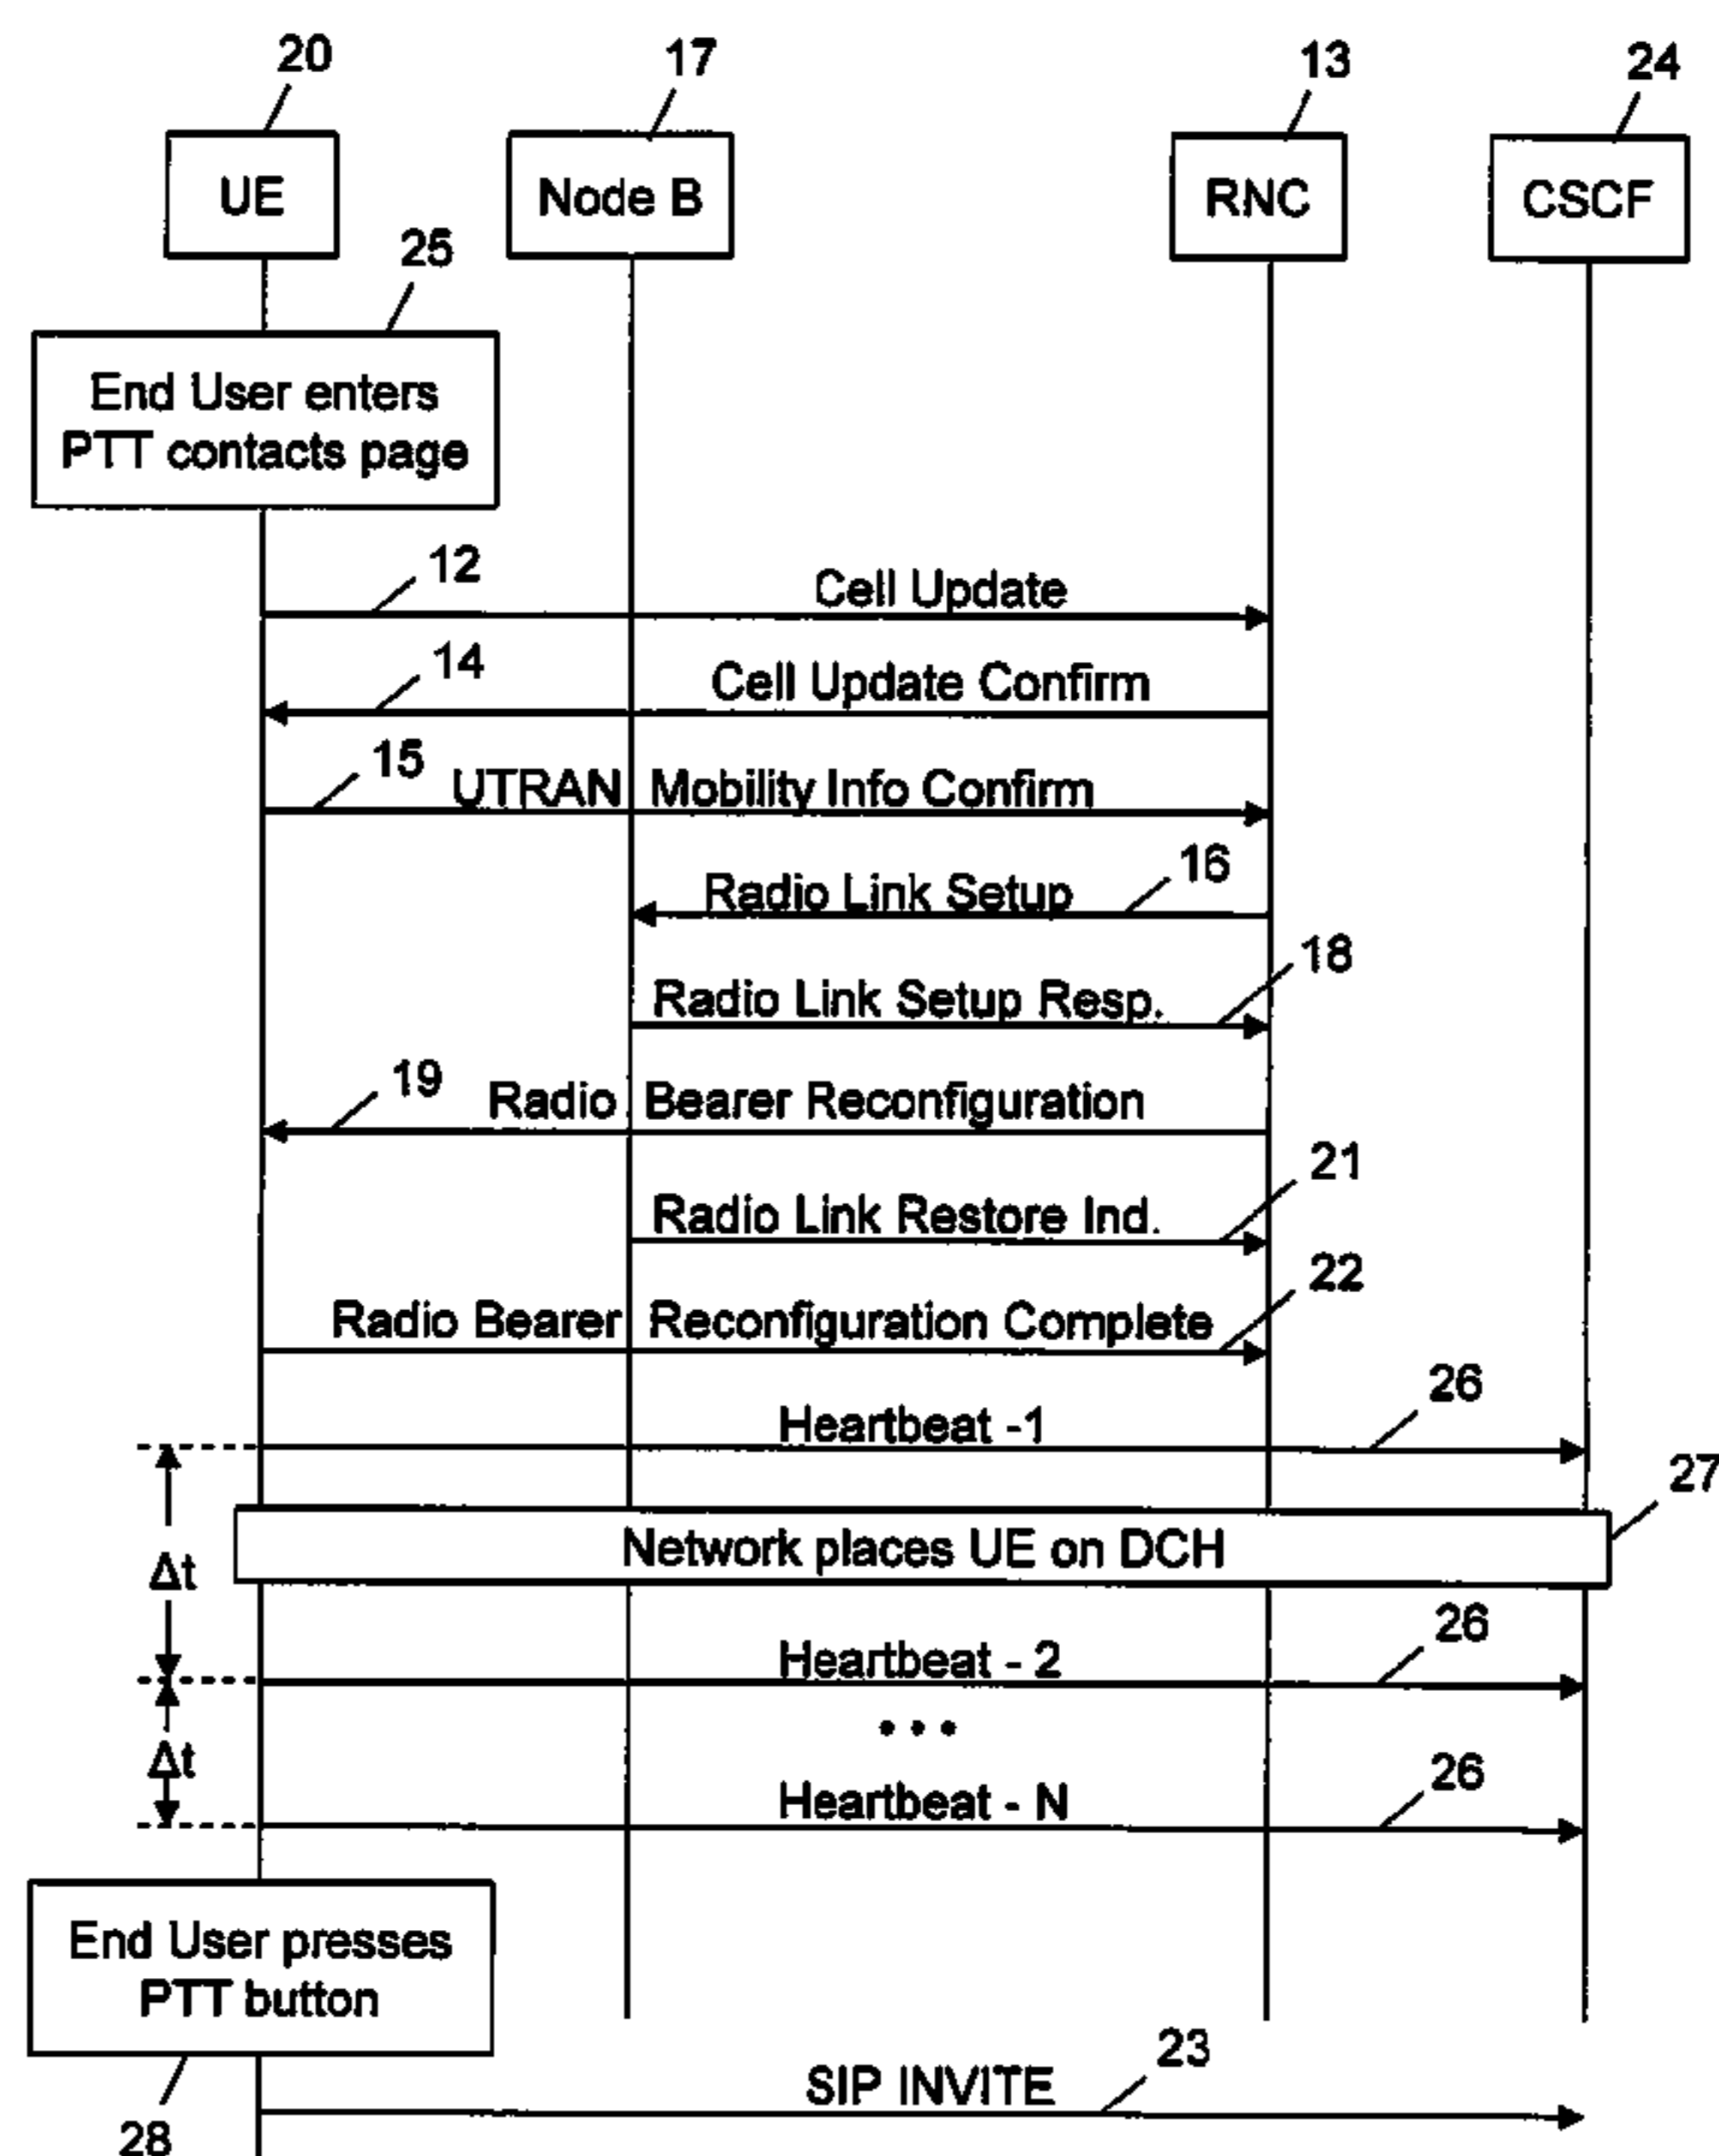 20 17 13 24
UE Node B RNC CSCF
25
End User enters
PTT contacts page
12 Cell Update
14 Cell Update Confirm
15 UTRAN Mobility Info Confirm
Radio Link Setup 16
Radio Link Setup Resp. 18
19 Radio Bearer Reconfiguration
Radio Link Restore Ind. 21
Radio Bearer Reconfiguration Complete 22
Heartbeat -1 26
27
Network places UE on DCH
Δt
Heartbeat - 2 26
• • •
Δt
Heartbeat - N 26
End User presses
PTT button
SIP INVITE 23
28